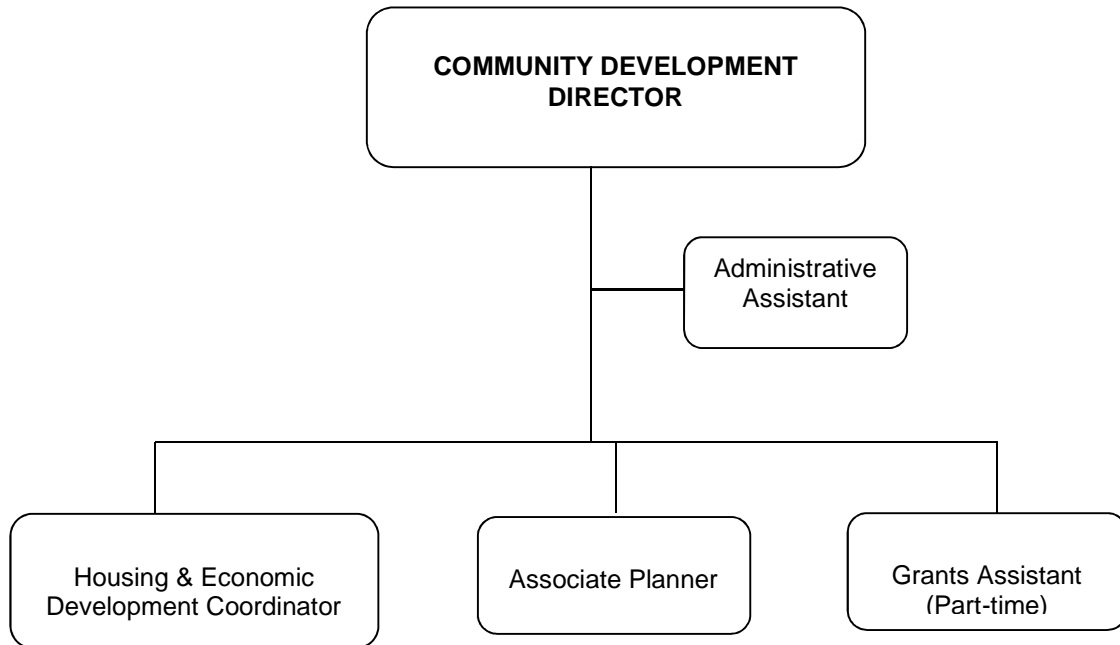 COMMUNITY DEVELOPMENT
DIRECTOR
Administrative
Assistant
Housing & Economic
Development Coordinator
Associate Planner
Grants Assistant
(Part-time)